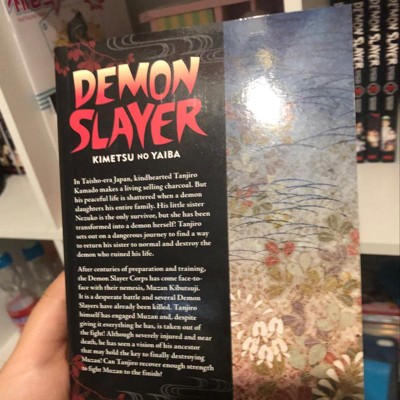 DEMON
SLAYER
KIMETSU NO YAIBA
In Taisho-era Japan, kindhearted Tanjiro
Kamado makes a living selling charcoal. But
his peaceful life is shattered when a demon
slaughters his entire family. His little sister
Nezuko is the only survivor, but she has been
transformed into a demon herself! Tanjiro
sets out on a dangerous journey to find a way
to return his sister to normal and destroy the
demon who ruined his life.
After centuries of preparation and training,
the Demon Slayer Corps has come face-to-
face with their nemesis, Muzan Kibutsuji.
It is a desperate battle and several Demon
Slayers have already been killed. Tanjiro
himself has engaged Muzan and, despite
giving it everything he has, is taken out of
the fight! Although severely injured and near
death, he has seen a vision of his ancestor
that may hold the key to finally destroying
Muzan! Can Tanjiro recover enough strength
to fight Muzan to the finish?
DEMON SLAYER
DEMON SLAYER
DEMON SLAYER